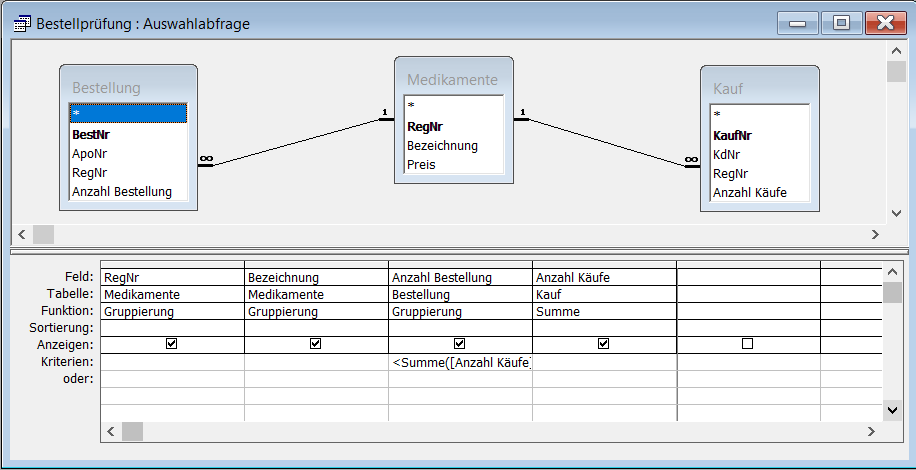 Bestellprüfung : Auswahlabfrage
Bestellung
*
BestNr
ApoNr
RegNr
Anzahl Bestellung
Medikamente
*
RegNr
Bezeichnung
Preis
Kauf
*
KaufNr
KdNr
RegNr
Anzahl Käufe
∞ 1 1 ∞
Feld: RegNr Bezeichnung Anzahl Bestellung Anzahl Käufe
Tabelle: Medikamente Medikamente Bestellung Kauf
Funktion: Gruppierung Gruppierung Gruppierung Summe
Sortierung:
Anzeigen:
Kriterien: <Summe([Anzahl Käufe]
oder: